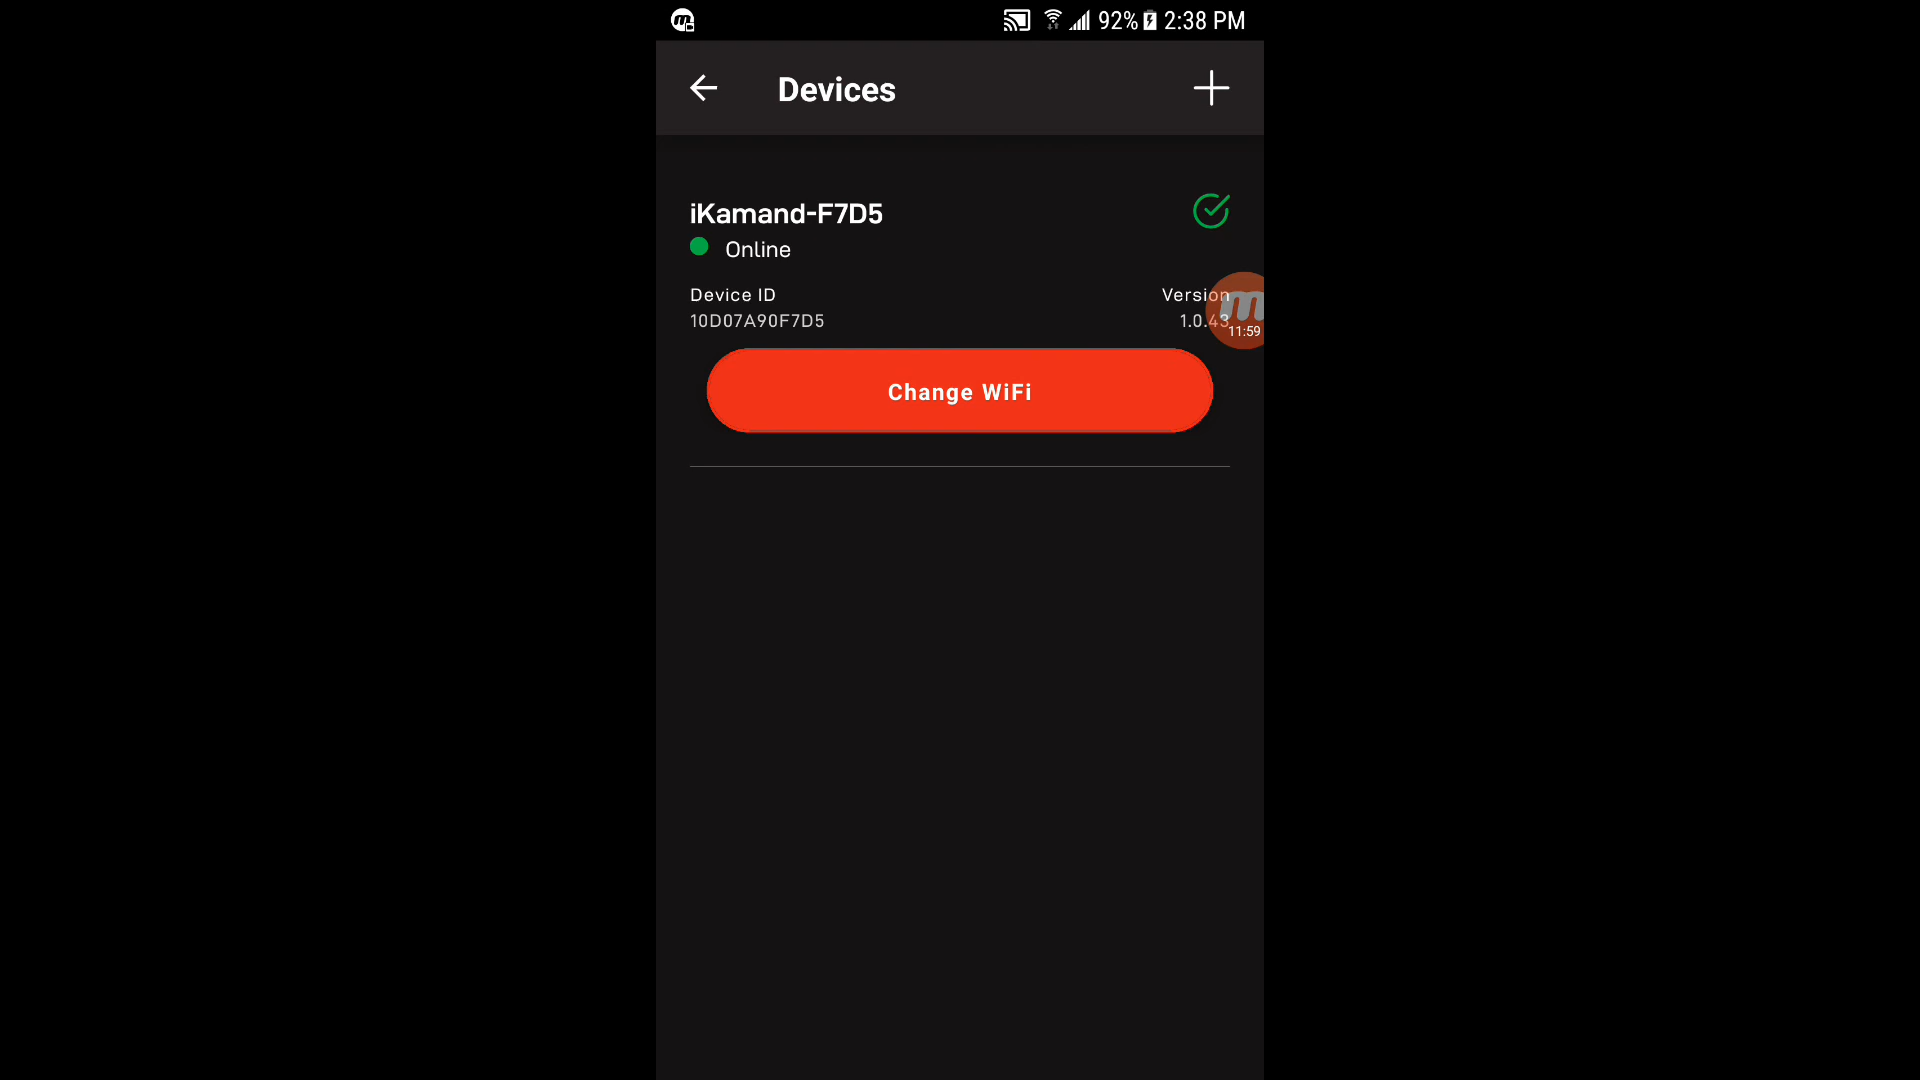 92% 2:38 PM
Devices
iKamand-F7D5
Online
Device ID
Version
10D07A90F7D5
1.0.43
11:59
Change WiFi